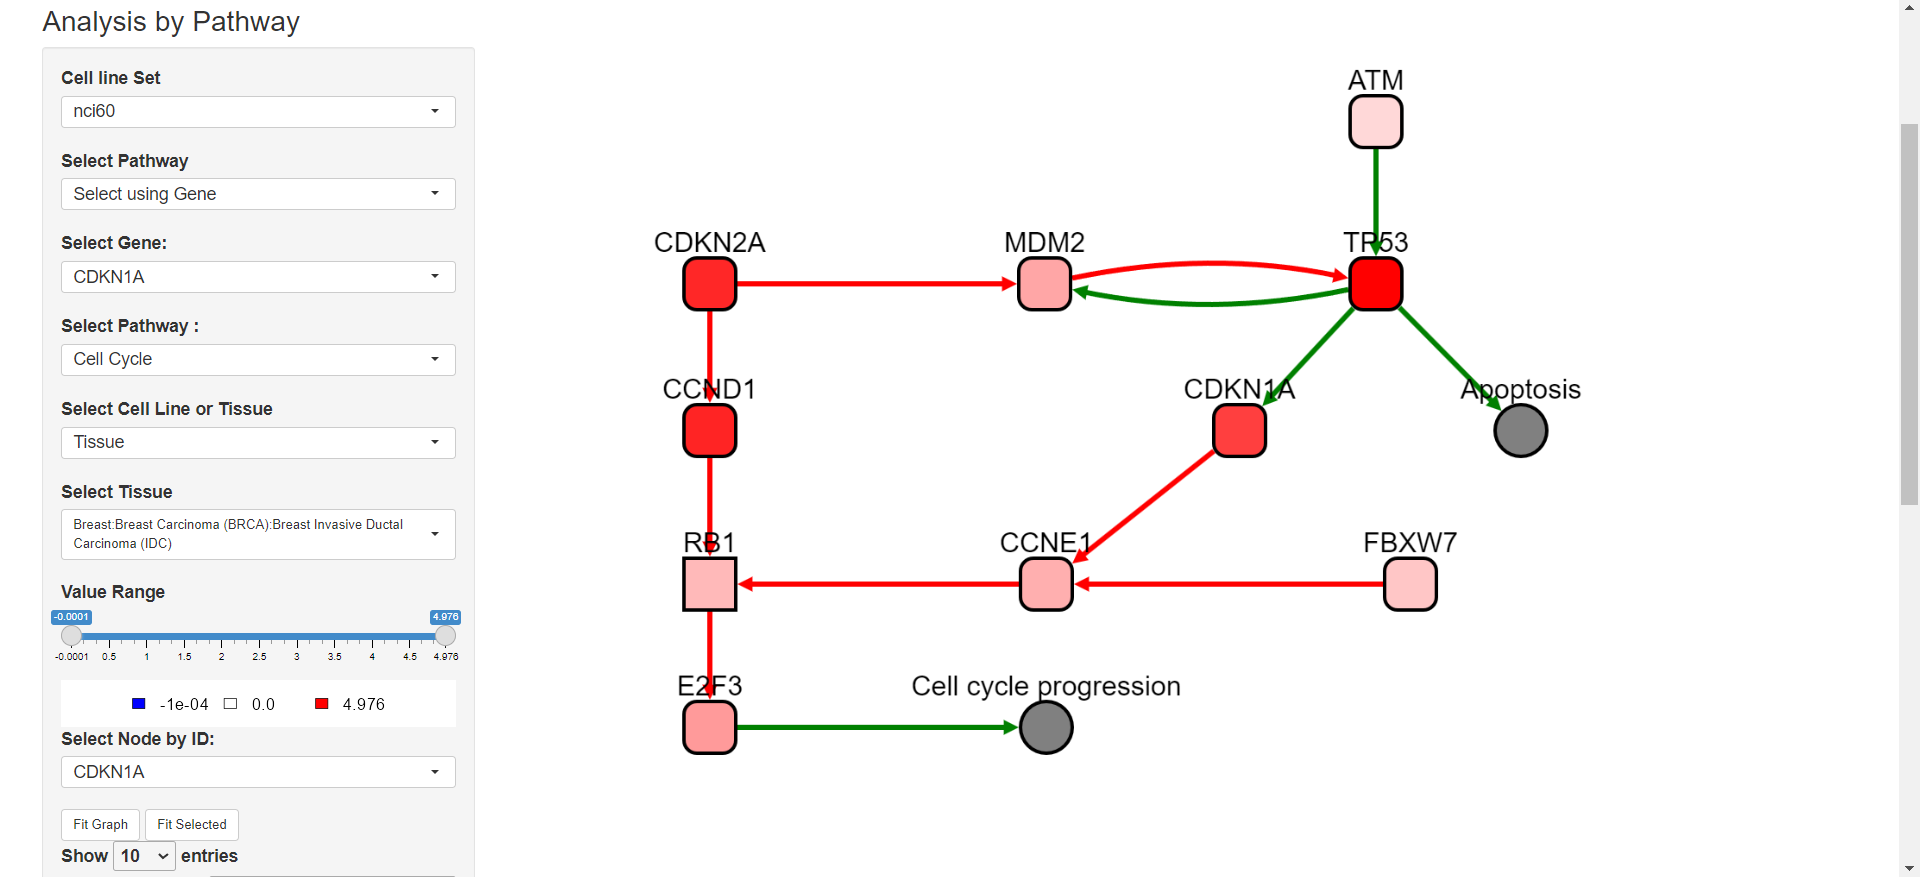 Analysis by Pathway
Cell line Set
nci60
Select Pathway
Select using Gene
Select Gene:
CDKN1A
Select Pathway :
Cell Cycle
Select Cell Line or Tissue
Tissue
Select Tissue
Breast:Breast Carcinoma (BRCA):Breast Invasive Ductal
Carcinoma (IDC)
Value Range
-0.0001 4.976
-0.0001 0.5 1 1.5 2 2.5 3 3.5 4 4.5 4.976
-1e-04 0.0 4.976
Select Node by ID:
CDKN1A
Fit Graph Fit Selected
Show 10 entries
ATM
CDKN2A MDM2 TP53
CCND1 CDKN1A Apoptosis
RB1 CCNE1 FBXW7
E2F3 Cell cycle progression